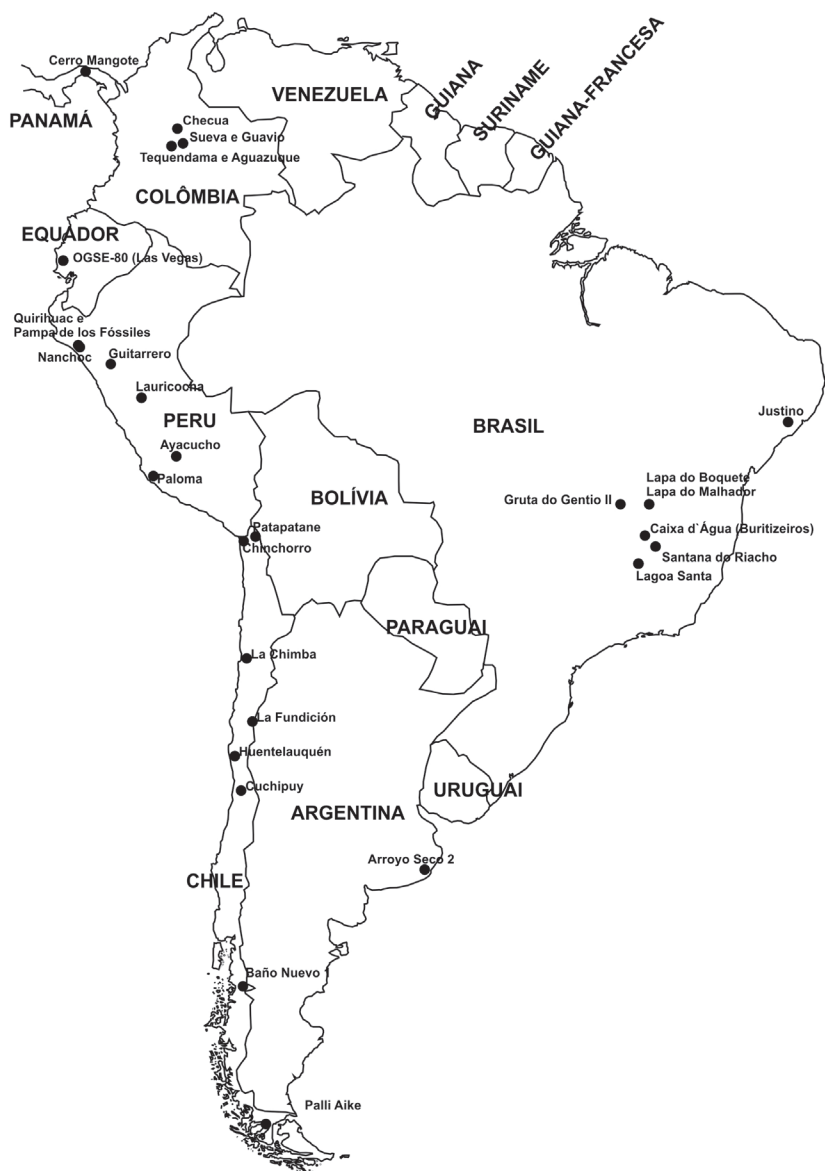 Cerro Mangote
PANAMÁ
VENEZUELA
GUIANA
SURINAME
GUIANA-FRANCESA
Checua
Sueva e Guavio
Tequendama e Aguazuque
COLÔMBIA
EQUADOR
OGSE-80 (Las Vegas)
Quirihuac e
Pampa de los Fóssiles
Nanchoc
Guitarrero
Lauricocha
PERU
Ayacucho
Paloma
BRASIL
Justino
BOLÍVIA
Gruta do Gentio II
Lapa do Boquete
Lapa do Malhador
Caixa d`Água (Buritizeiros)
Santana do Riacho
Lagoa Santa
Patapatane
Chinchorro
PARAGUAI
La Chimba
La Fundición
Huentelauquén
Cuchipuy
URUGUAI
ARGENTINA
Arroyo Seco 2
CHILE
Baño Nuevo 1
Palli Aike